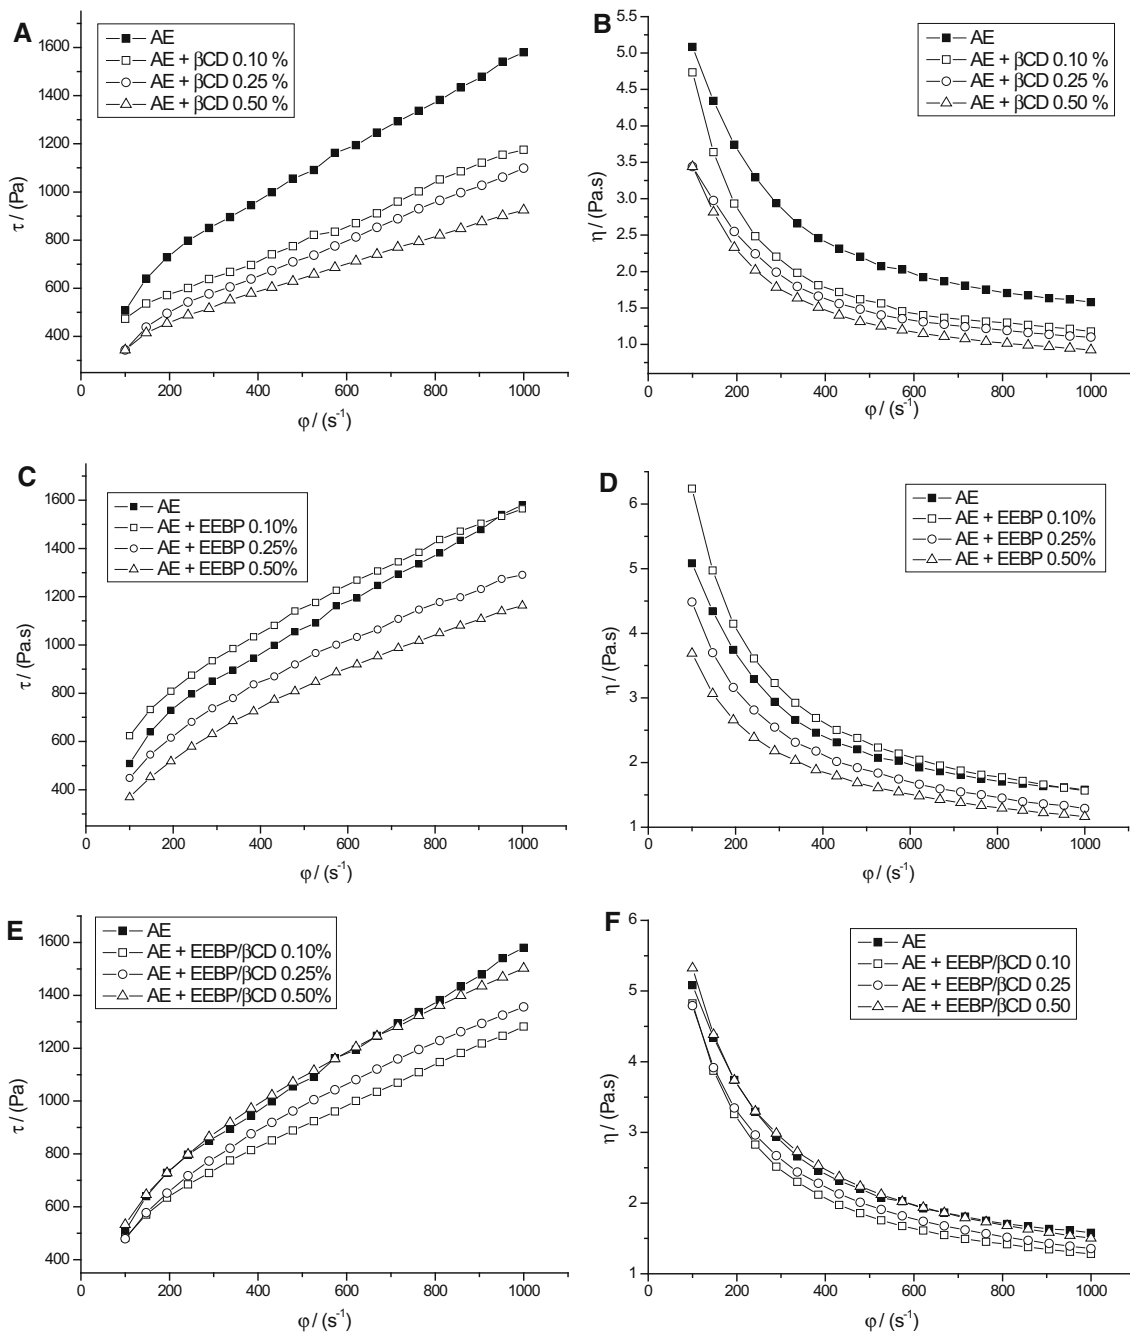 A
AE
AE + βCD 0.10 %
AE + βCD 0.25 %
AE + βCD 0.50 %
1600
1400
1200
1000
800
600
400
τ / (Pa)
0 200 400 600 800 1000
φ / (s⁻¹)
B
AE
AE + βCD 0.10 %
AE + βCD 0.25 %
AE + βCD 0.50 %
5.5
5.0
4.5
4.0
3.5
3.0
2.5
2.0
1.5
1.0
η / (Pa.s)
0 200 400 600 800 1000
φ / (s⁻¹)
C
AE
AE + EEBP 0.10%
AE + EEBP 0.25%
AE + EEBP 0.50%
1600
1400
1200
1000
800
600
400
τ / (Pa.s)
0 200 400 600 800 1000
φ / (s⁻¹)
D
AE
AE + EEBP 0.10%
AE + EEBP 0.25%
AE + EEBP 0.50%
6
5
4
3
2
1
η / (Pa.s)
0 200 400 600 800 1000
φ / (s⁻¹)
E
AE
AE + EEBP/βCD 0.10%
AE + EEBP/βCD 0.25%
AE + EEBP/βCD 0.50%
1600
1400
1200
1000
800
600
400
τ / (Pa)
0 200 400 600 800 1000
φ / (s⁻¹)
F
AE
AE + EEBP/βCD 0.10
AE + EEBP/βCD 0.25
AE + EEBP/βCD 0.50
6
5
4
3
2
1
η / (Pa.s)
0 200 400 600 800 1000
φ / (s⁻¹)